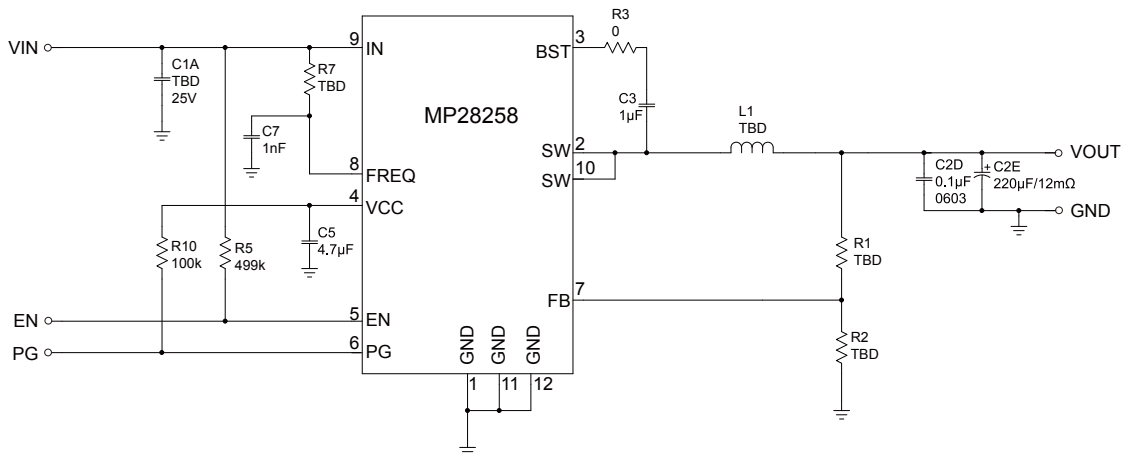 R3
0
3
BST
VIN
9
IN
C1A
TBD
25V
R7
TBD
C3
1µF
MP28258
L1
TBD
C7
1nF
2
SW
10
SW
VOUT
C2D
0.1µF
0603
+
C2E
220µF/12mΩ
8
FREQ
4
VCC
GND
R10
100k
R5
499k
C5
4.7µF
R1
TBD
7
FB
EN
5
EN
PG
6
PG
GND
GND
GND
1
11
12
R2
TBD